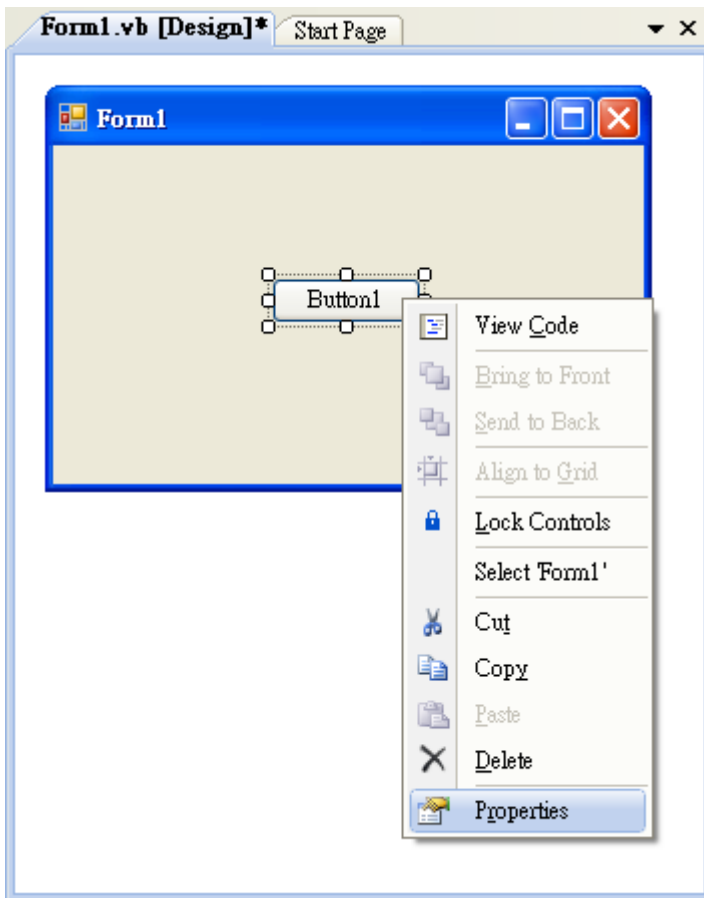 Form1.vb [Design]* Start Page
Form1
Button1
View Code
Bring to Front
Send to Back
Align to Grid
Lock Controls
Select 'Form1'
Cut
Copy
Paste
Delete
Properties